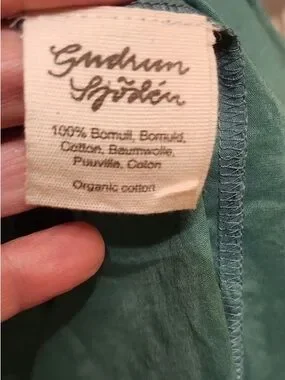 Gudrun
Sjödén
100% Bomull, Bomuld,
Cotton, Baumwolle,
Puuvilla, Coton
Organic cotton